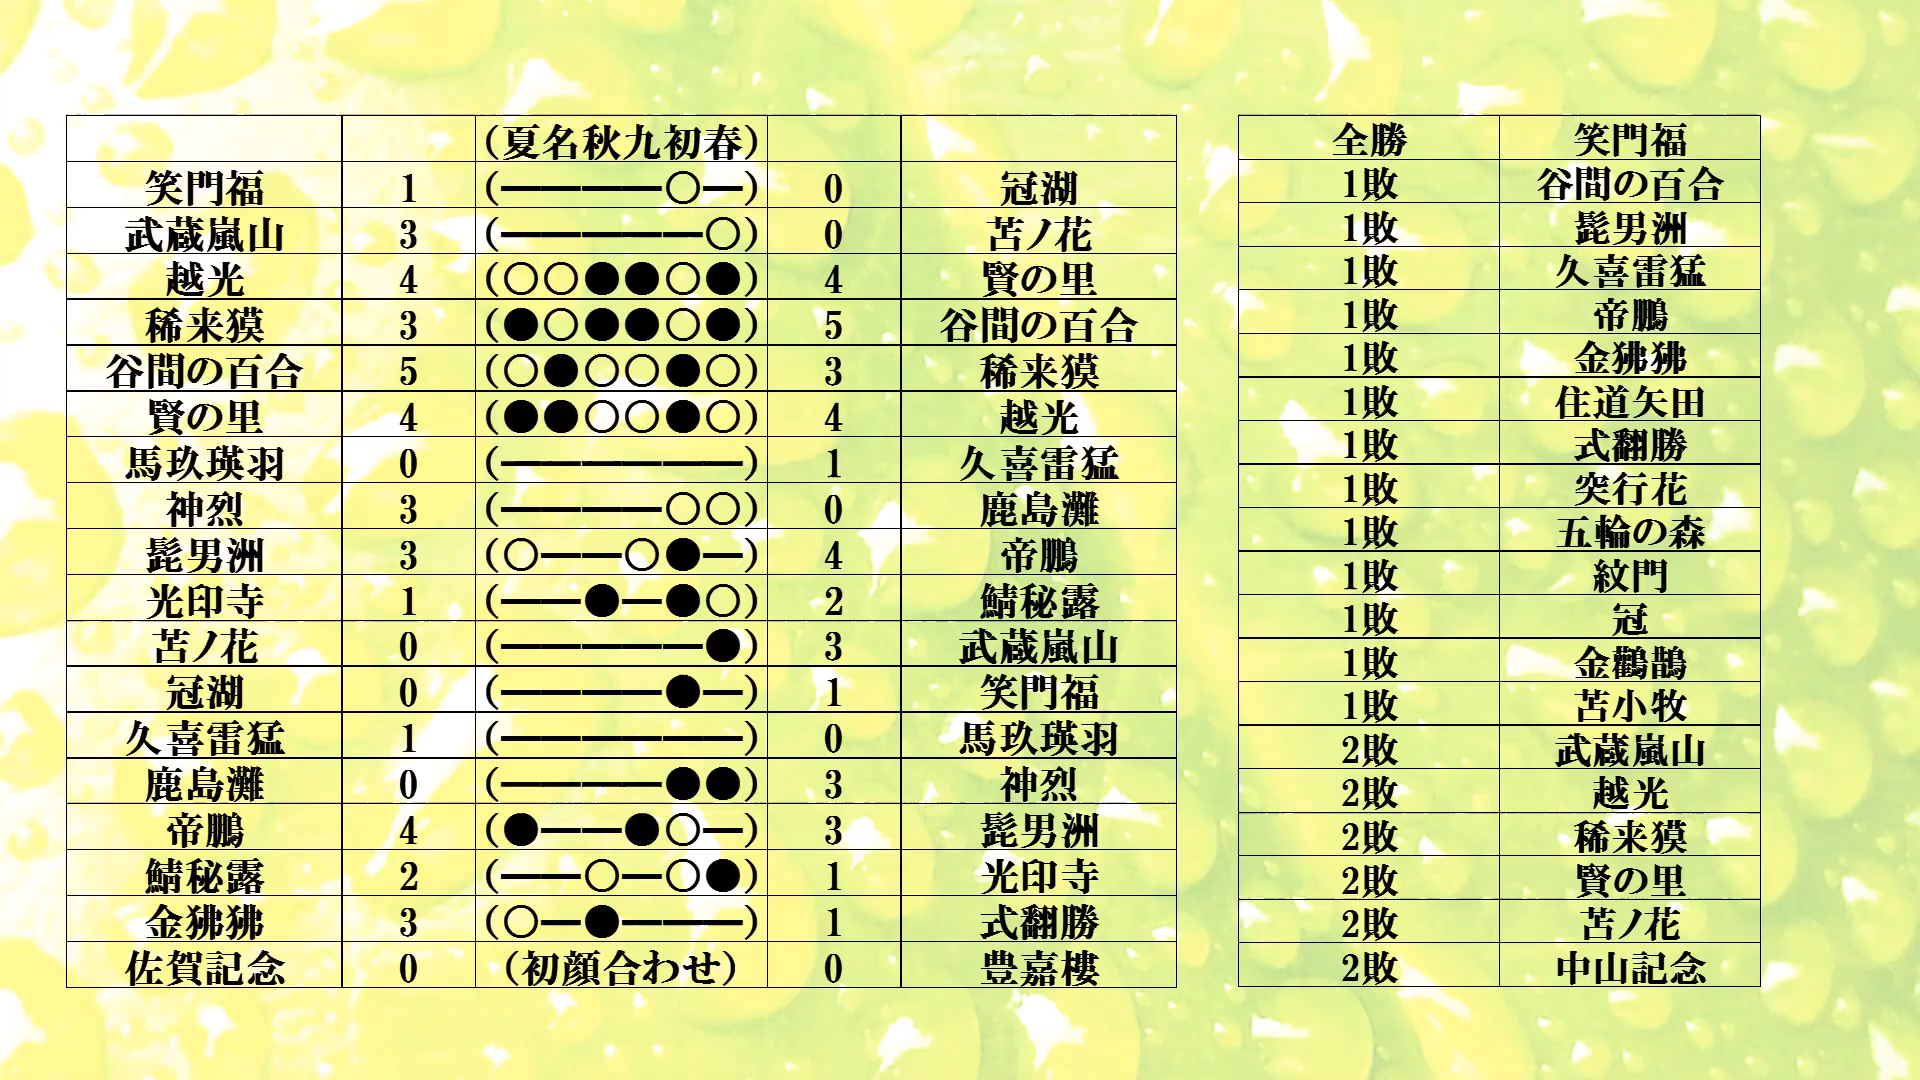 （夏名秋九初春）
笑門福 1 （――――○―） 0 冠湖
武蔵嵐山 3 （―――――○） 0 苫ノ花
越光 4 （○○●●○●） 4 賢の里
稀来獏 3 （●○●●○●） 5 谷間の百合
谷間の百合 5 （○●○○●○） 3 稀来獏
賢の里 4 （●●○○●○） 4 越光
馬玖瑛羽 0 （――――――） 1 久喜雷猛
神烈 3 （――――○○） 0 鹿島灘
髭男洲 3 （○――○●―） 4 帝鵬
光印寺 1 （――●―●○） 2 鯖秘露
苫ノ花 0 （―――――●） 3 武蔵嵐山
冠湖 0 （――――●―） 1 笑門福
久喜雷猛 1 （――――――） 0 馬玖瑛羽
鹿島灘 0 （――――●●） 3 神烈
帝鵬 4 （●――●○―） 3 髭男洲
鯖秘露 2 （――○―○●） 1 光印寺
金狒狒 3 （○―●―――） 1 式翻勝
佐賀記念 0 （初顔合わせ） 0 豊嘉樓
全勝 笑門福
1敗 谷間の百合
1敗 髭男洲
1敗 久喜雷猛
1敗 帝鵬
1敗 金狒狒
1敗 住道矢田
1敗 式翻勝
1敗 突行花
1敗 五輪の森
1敗 紋門
1敗 冠
1敗 金鸛鵲
1敗 苫小牧
2敗 武蔵嵐山
2敗 越光
2敗 稀来獏
2敗 賢の里
2敗 苫ノ花
2敗 中山記念